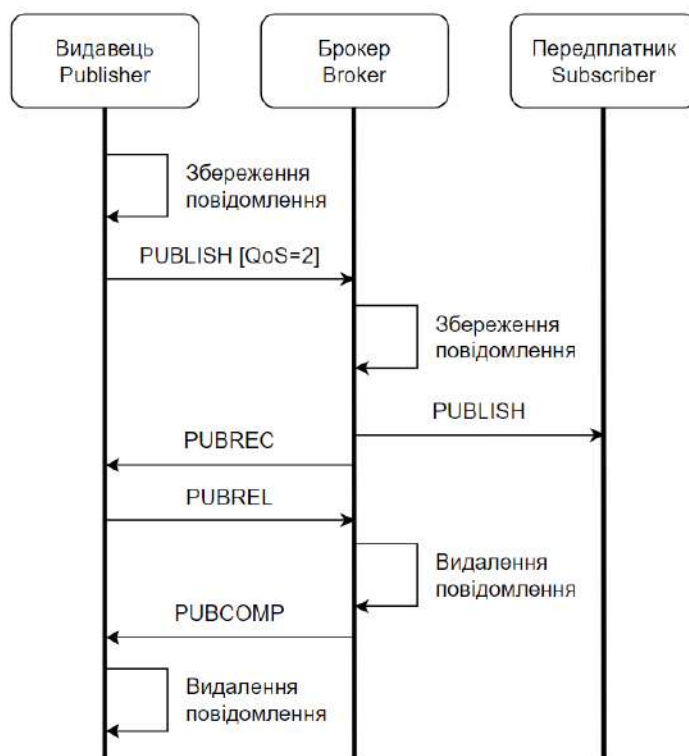 Видавець
Publisher
Брокер
Broker
Передплатник
Subscriber
Збереження
повідомлення
PUBLISH [QoS=2]
Збереження
повідомлення
PUBLISH
PUBREC
PUBREL
Видалення
повідомлення
PUBCOMP
Видалення
повідомлення